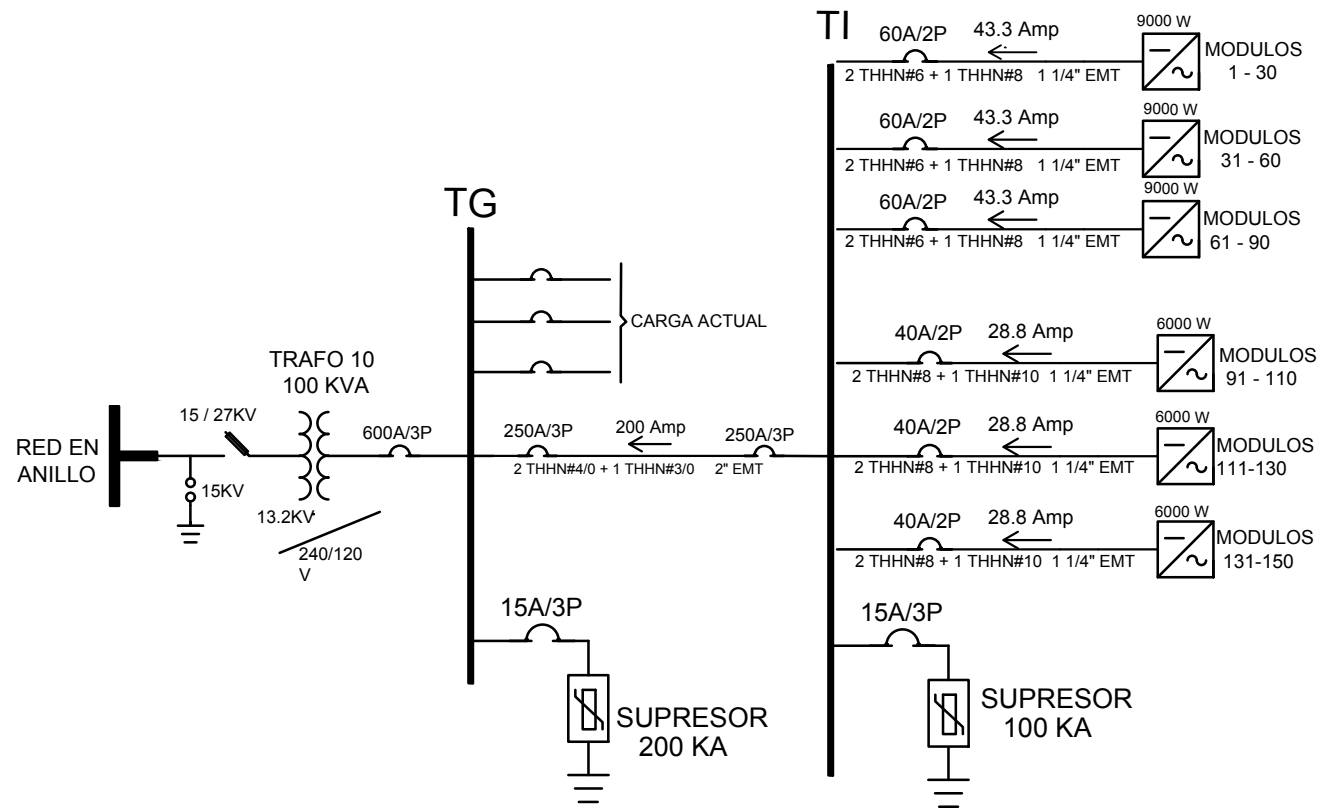 RED EN
ANILLO
15 / 27KV
15KV
TRAFO 10
100 KVA
13.2KV
240/120
V
600A/3P
TG
CARGA ACTUAL
250A/3P
200 Amp
250A/3P
2 THHN#4/0 + 1 THHN#3/0 2" EMT
15A/3P
SUPRESOR
200 KA
TI
60A/2P
43.3 Amp
9000 W
2 THHN#6 + 1 THHN#8 1 1/4" EMT
MODULOS
1 - 30
60A/2P
43.3 Amp
9000 W
2 THHN#6 + 1 THHN#8 1 1/4" EMT
MODULOS
31 - 60
60A/2P
43.3 Amp
9000 W
2 THHN#6 + 1 THHN#8 1 1/4" EMT
MODULOS
61 - 90
40A/2P
28.8 Amp
6000 W
2 THHN#8 + 1 THHN#10 1 1/4" EMT
MODULOS
91 - 110
40A/2P
28.8 Amp
6000 W
2 THHN#8 + 1 THHN#10 1 1/4" EMT
MODULOS
111-130
40A/2P
28.8 Amp
6000 W
2 THHN#8 + 1 THHN#10 1 1/4" EMT
MODULOS
131-150
15A/3P
SUPRESOR
100 KA